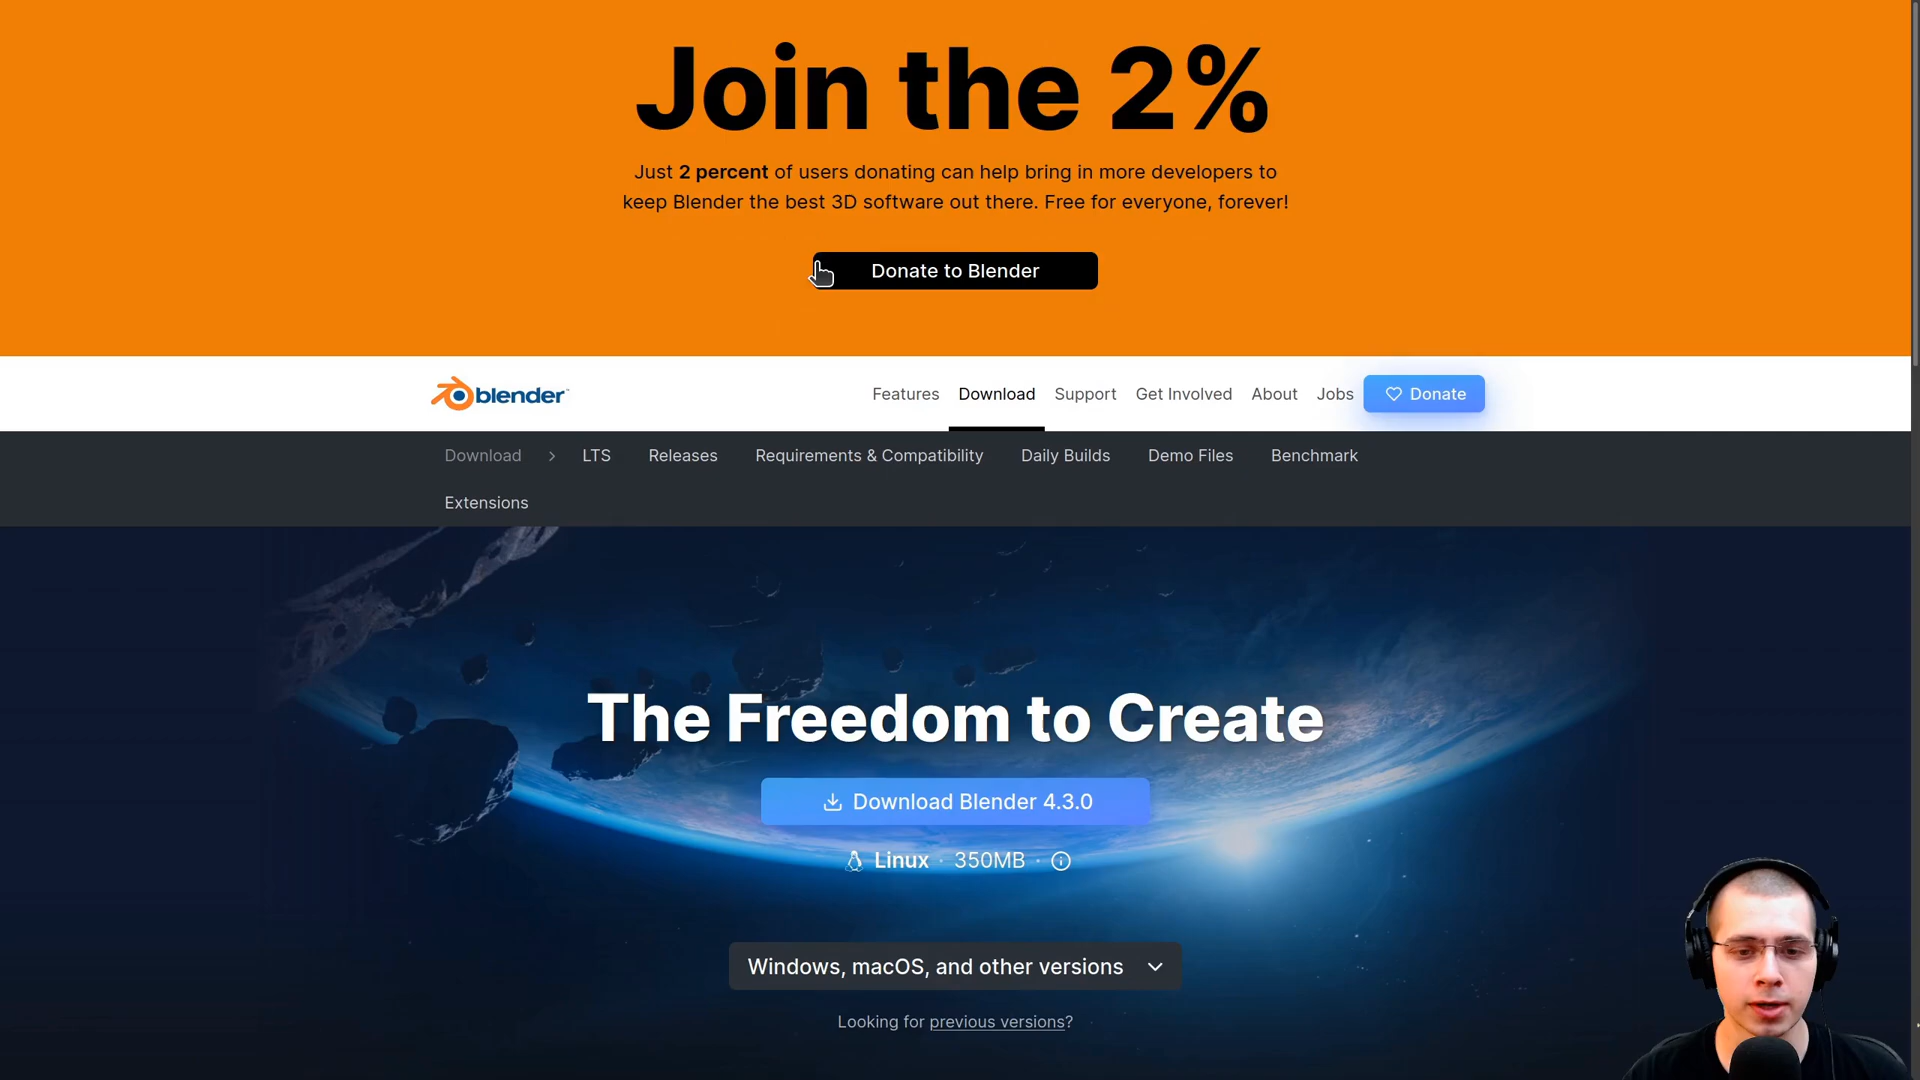 Join the 2%
Just 2 percent of users donating can help bring in more developers to
keep Blender the best 3D software out there. Free for everyone, forever!
Donate to Blender
blender™
Features Download Support Get Involved About Jobs Donate
Download > LTS Releases Requirements & Compatibility Daily Builds Demo Files Benchmark
Extensions
The Freedom to Create
Download Blender 4.3.0
Linux · 350MB ·
Windows, macOS, and other versions
Looking for previous versions?